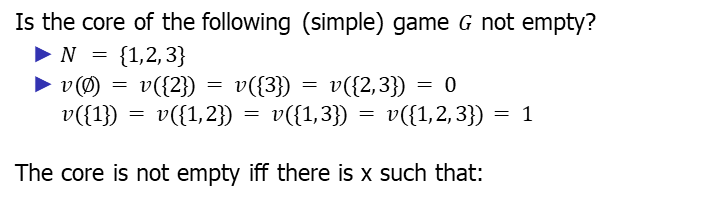 Is the core of the following (simple) game G not empty?
▶ N = {1,2,3}
▶ v(∅) = v({2}) = v({3}) = v({2,3}) = 0
v({1}) = v({1,2}) = v({1,3}) = v({1,2,3}) = 1
The core is not empty iff there is x such that: